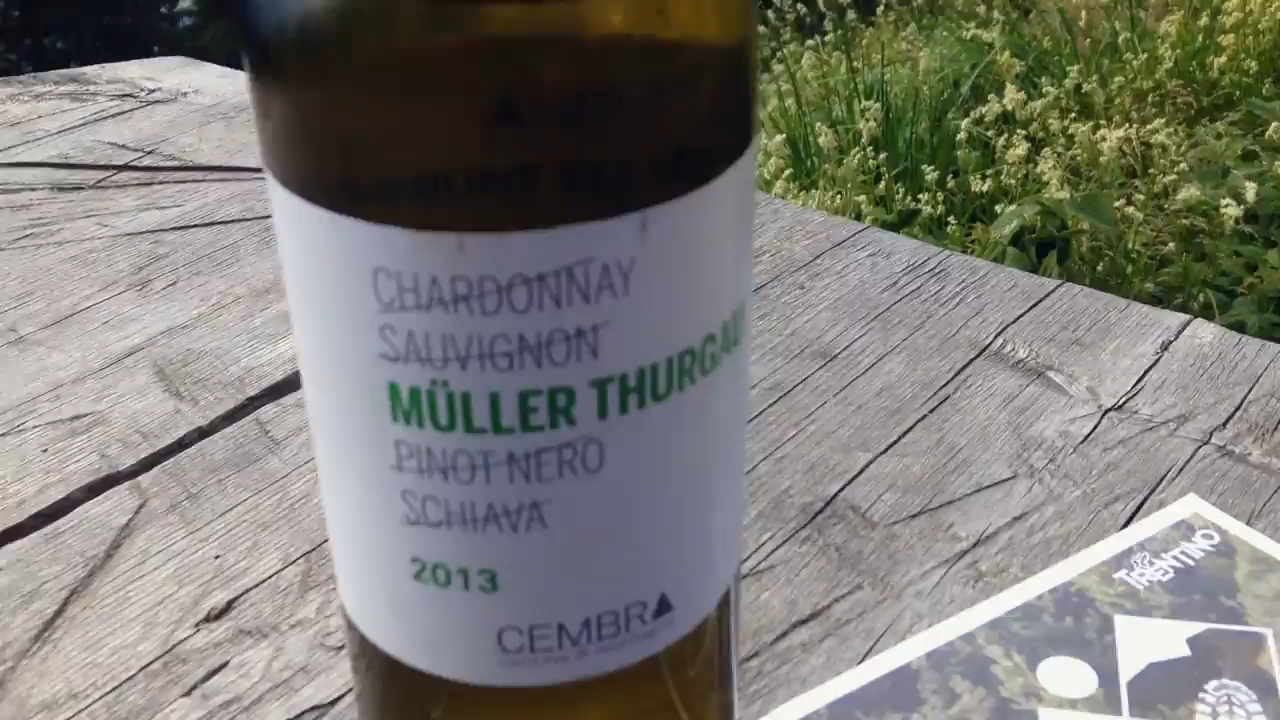 CHARDONNAY
SAUVIGNON
MÜLLER THURGAU
PINOT NERO
SCHIAVA
2013
CEMBRA
TRENTINO